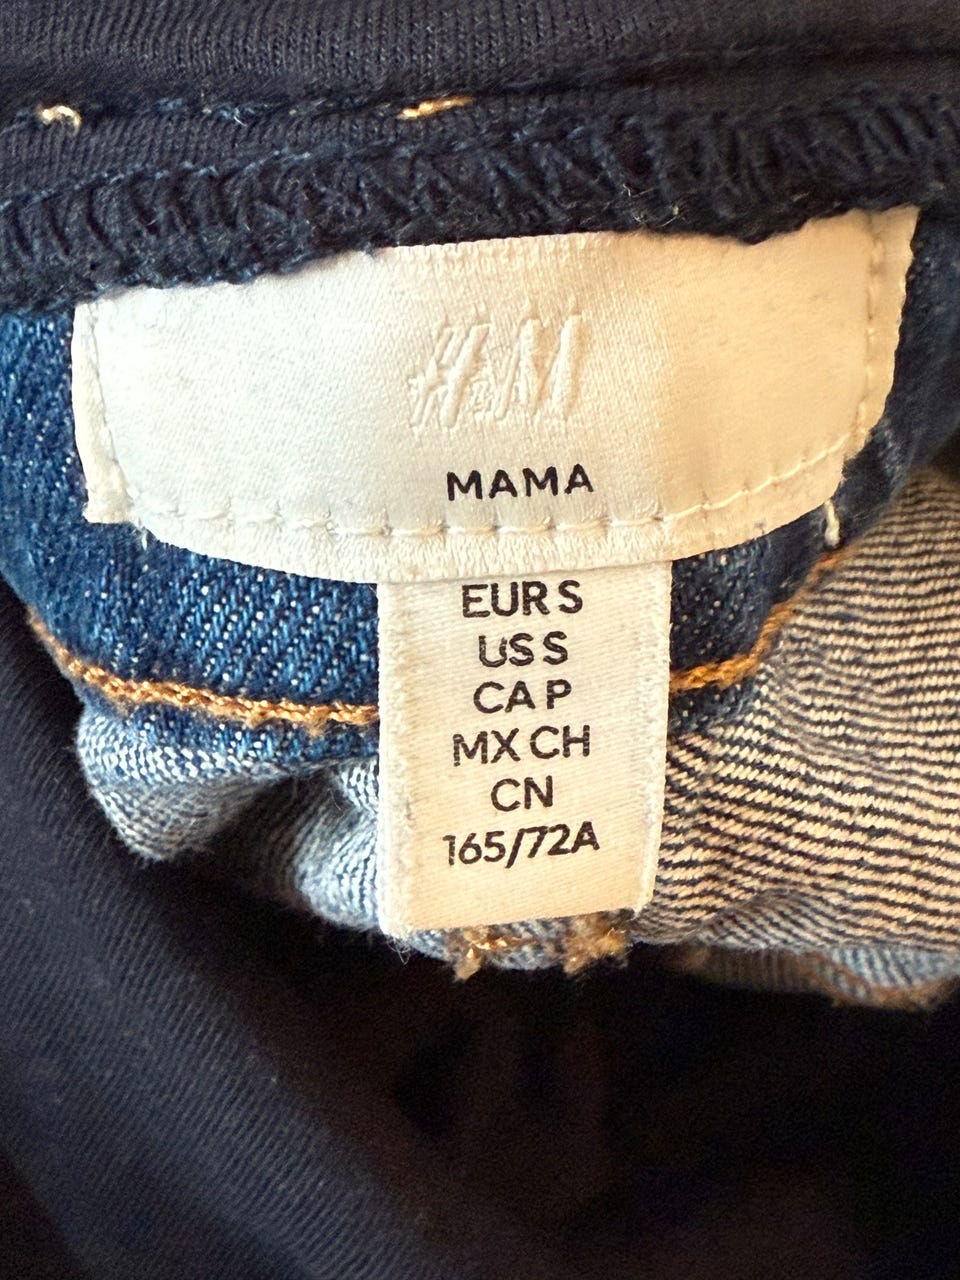 H&M
MAMA
EUR S
US S
CA P
MX CH
CN
165/72A